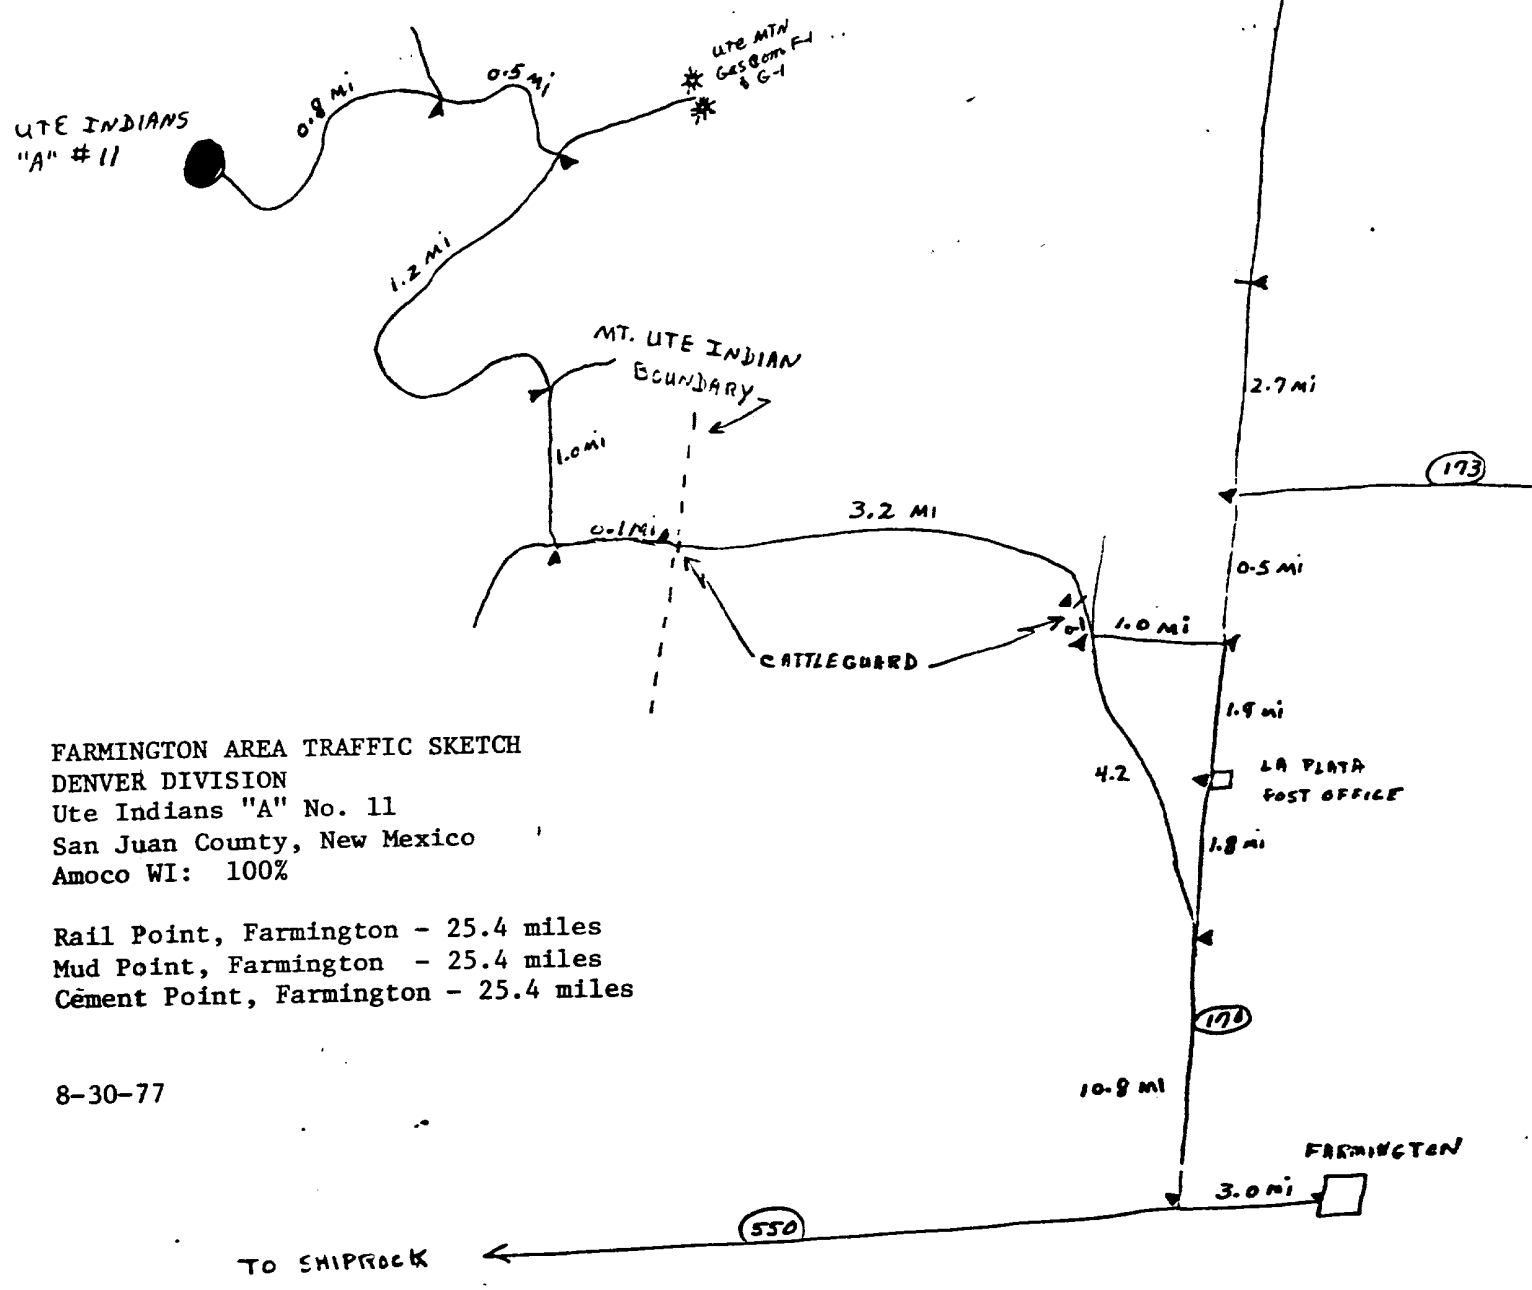 UTE MTN
GasCom F-1
& G-1
0.5 Mi
0.8 Mi
UTE INDIANS
"A" #11
1.2 Mi
MT. UTE INDIAN
BOUNDARY
2.7 Mi
1.0 Mi
173
3.2 MI
0.1 Mi
0.5 Mi
1.0 Mi
CATTLEGUARD
1.9 Mi
FARMINGTON AREA TRAFFIC SKETCH
DENVER DIVISION
Ute Indians "A" No. 11
San Juan County, New Mexico
Amoco WI: 100%
4.2
LA PLATA
POST OFFICE
1.8 Mi
Rail Point, Farmington - 25.4 miles
Mud Point, Farmington - 25.4 miles
Cement Point, Farmington - 25.4 miles
170
8-30-77
10.8 MI
FARMINGTON
3.0 Mi
550
TO SHIPROCK